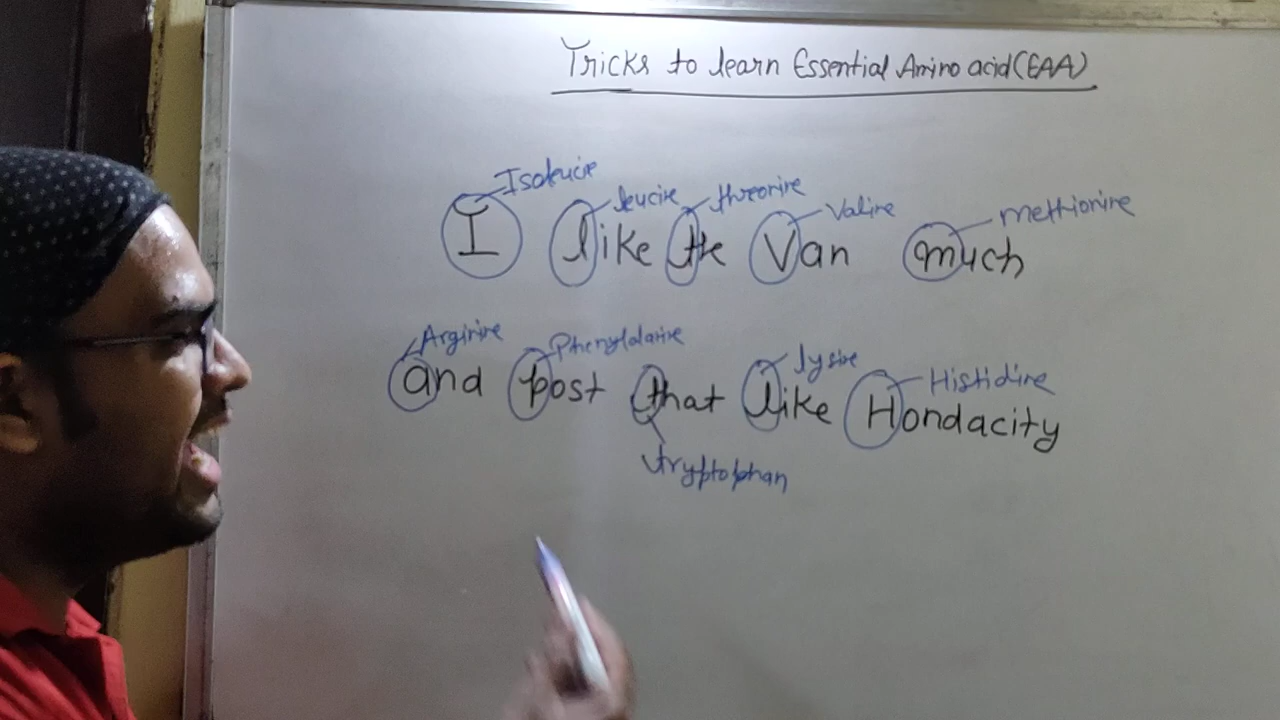 Tricks to learn Essential Amino acid (EAA)
Isoleucine leucine threonine Valine methionine
I like the Van much
Arginine Phenylalanine lysine Histidine
and post that like Hondacity
tryptophan